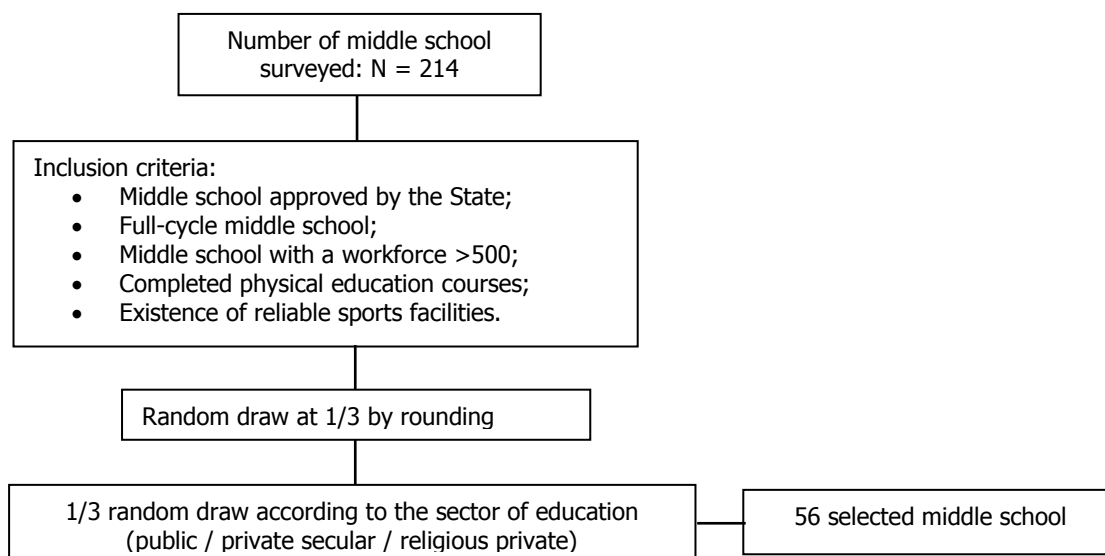 Number of middle school
surveyed: N = 214
Inclusion criteria:
• Middle school approved by the State;
• Full-cycle middle school;
• Middle school with a workforce >500;
• Completed physical education courses;
• Existence of reliable sports facilities.
Random draw at 1/3 by rounding
1/3 random draw according to the sector of education
(public / private secular / religious private)
56 selected middle school